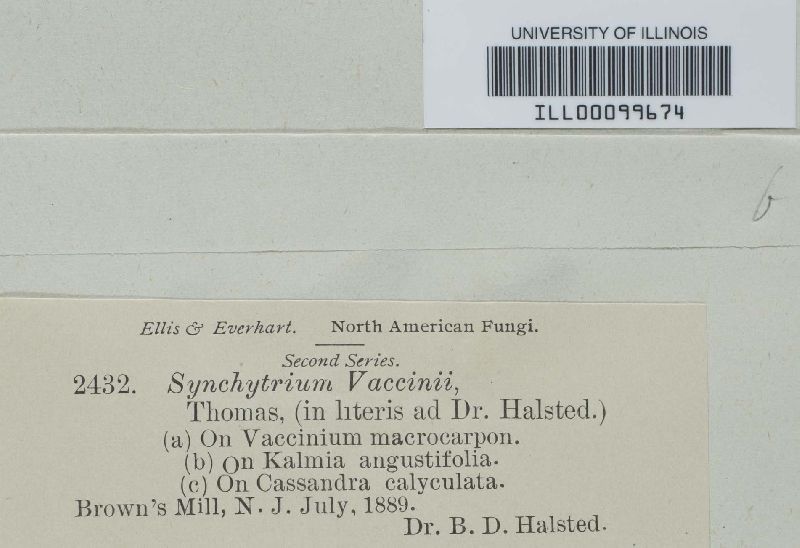 UNIVERSITY OF ILLINOIS
ILL00099674
b
Ellis & Everhart. North American Fungi.
Second Series.
2432. Synchytrium Vaccinii,
Thomas, (in literis ad Dr. Halsted.)
(a) On Vaccinium macrocarpon.
(b) On Kalmia angustifolia.
(c) On Cassandra calyculata.
Brown's Mill, N. J. July, 1889.
Dr. B. D. Halsted.